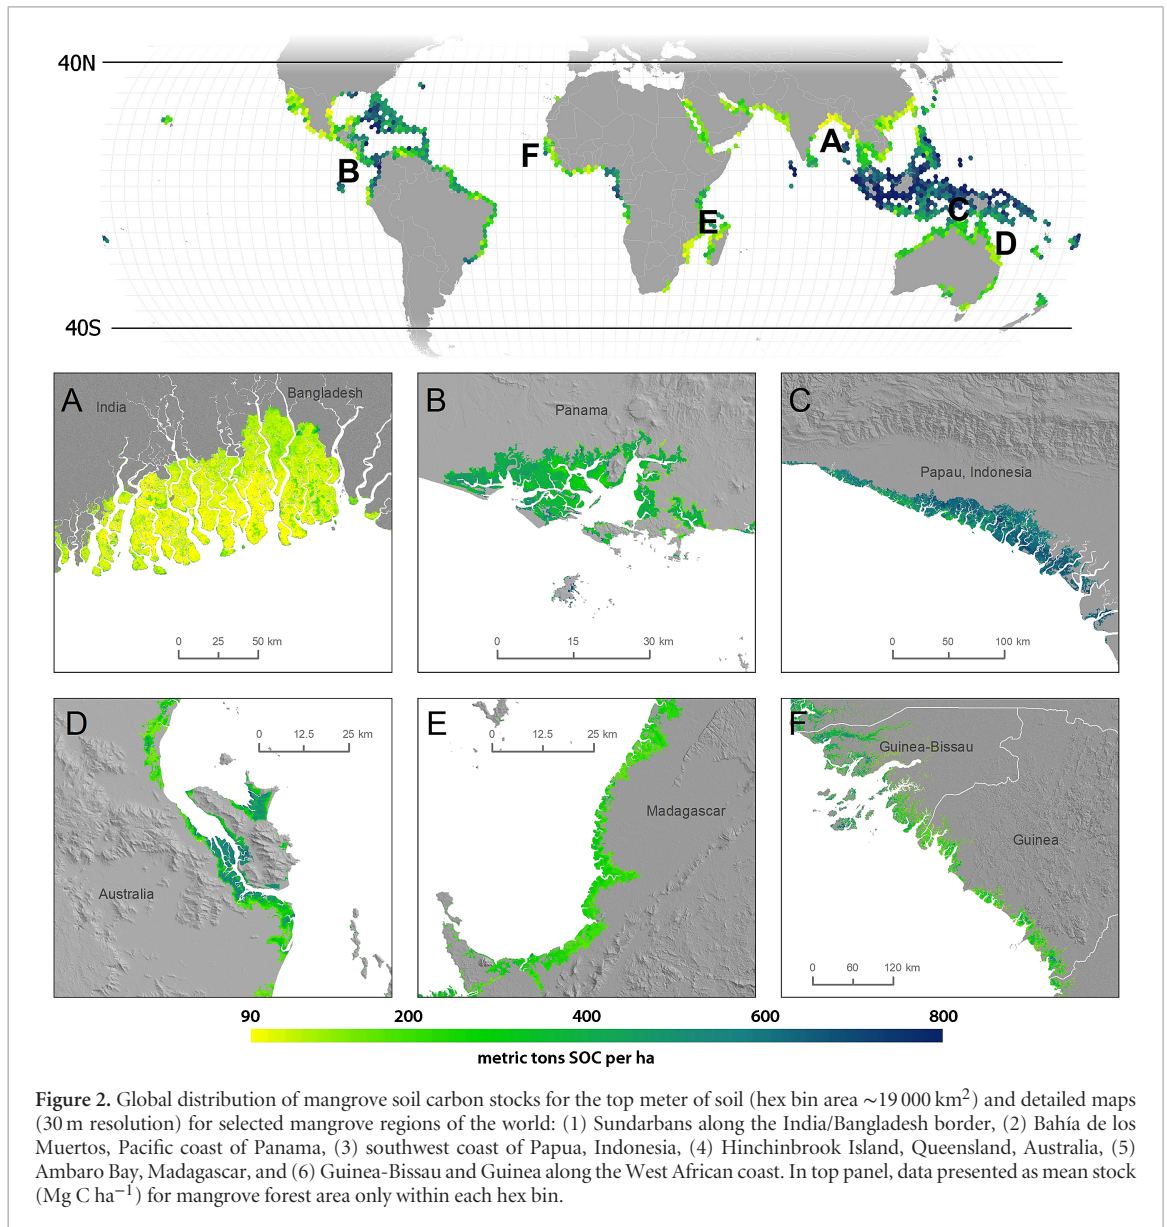 40N
40S
A
B
C
D
E
F
A
India
Bangladesh
0 25 50 km
B
Panama
0 15 30 km
C
Papau, Indonesia
0 50 100 km
D
0 12.5 25 km
Australia
E
0 12.5 25 km
Madagascar
F
Guinea-Bissau
Guinea
0 60 120 km
90 200 400 600 800
metric tons SOC per ha
Figure 2. Global distribution of mangrove soil carbon stocks for the top meter of soil (hex bin area ~19 000 km²) and detailed maps
(30 m resolution) for selected mangrove regions of the world: (1) Sundarbans along the India/Bangladesh border, (2) Bahía de los
Muertos, Pacific coast of Panama, (3) southwest coast of Papua, Indonesia, (4) Hinchinbrook Island, Queensland, Australia, (5)
Ambaro Bay, Madagascar, and (6) Guinea-Bissau and Guinea along the West African coast. In top panel, data presented as mean stock
(Mg C ha⁻¹) for mangrove forest area only within each hex bin.